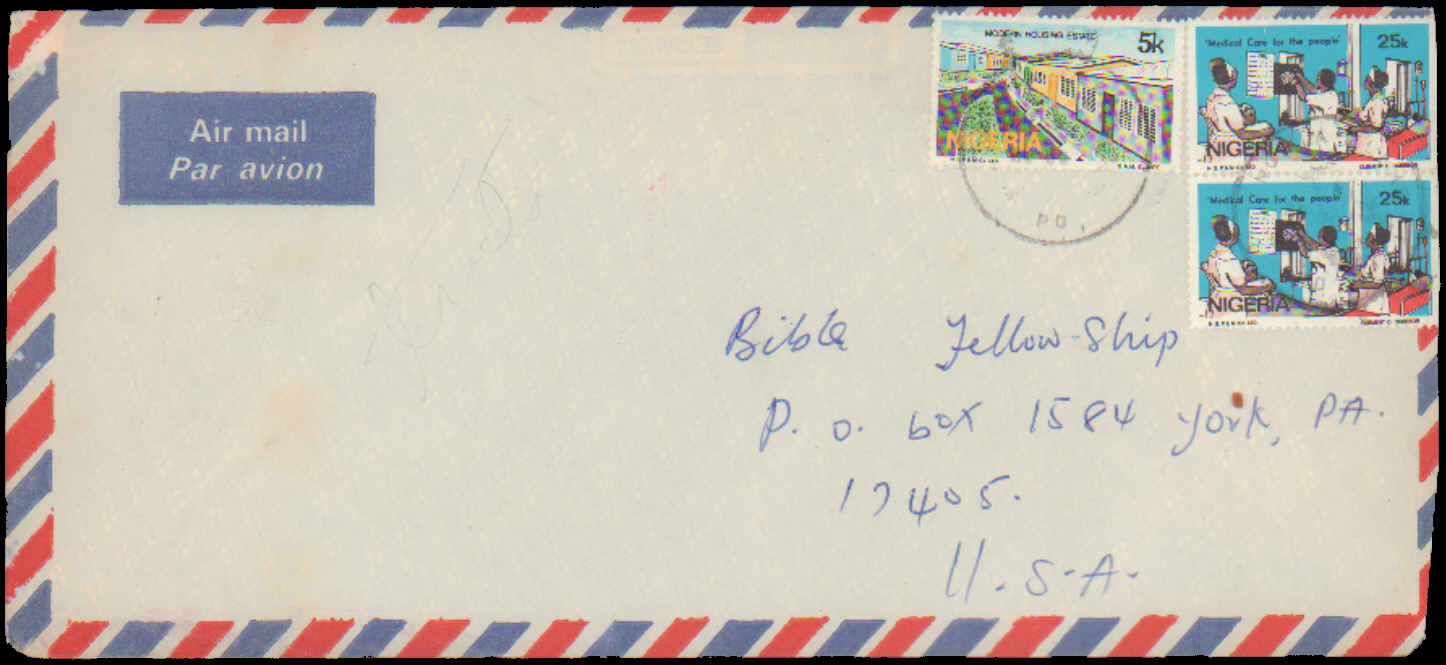 Air mail
Par avion
MODERN HOUSING ESTATE
5k
NIGERIA
'Medical Care for the people'
25k
NIGERIA
'Medical Care for the people'
25k
NIGERIA
P.O.
Bible Fellow-Ship
P. O. box 1584 York, PA.
17405.
U.S.A.